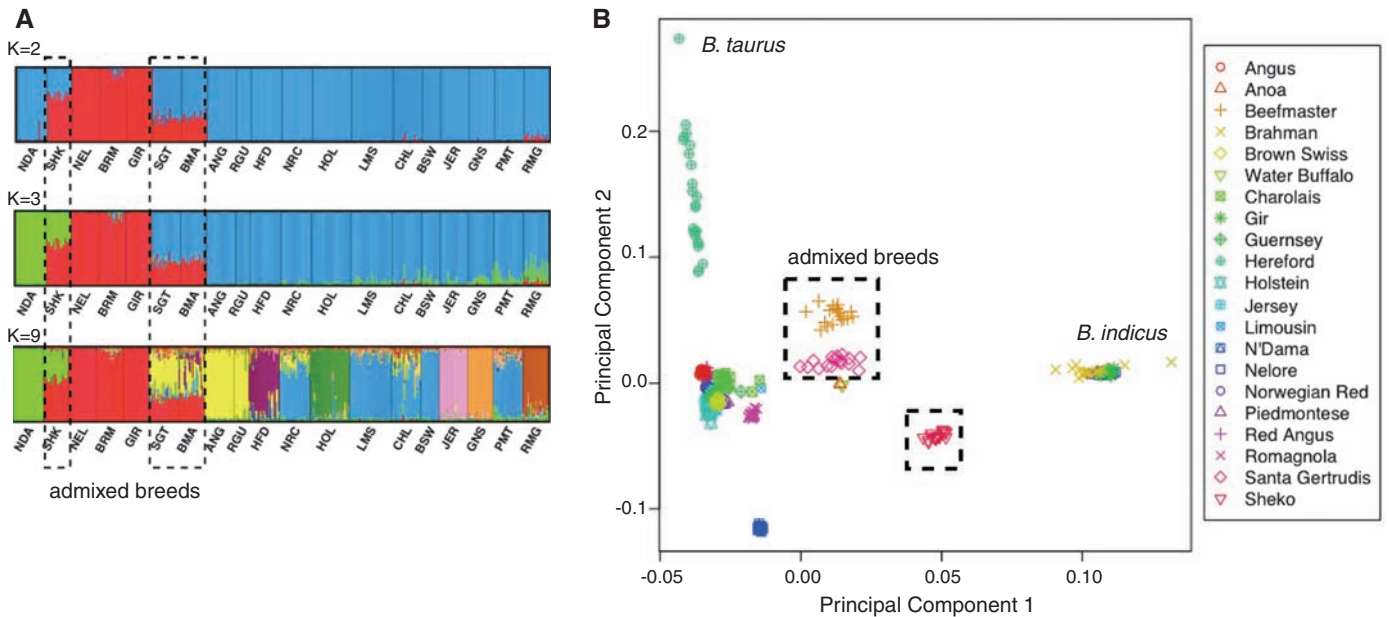 A
K=2
NDA SHK NEL BRM GIR SGT BMA ANG RGU HFD NRC HOL LMS CHL BSW JER GNS PMT RMG
K=3
NDA SHK NEL BRM GIR SGT BMA ANG RGU HFD NRC HOL LMS CHL BSW JER GNS PMT RMG
K=9
NDA SHK NEL BRM GIR SGT BMA ANG RGU HFD NRC HOL LMS CHL BSW JER GNS PMT RMG
admixed breeds
B
B. taurus
admixed breeds
B. indicus
Principal Component 2
0.2
0.1
0.0
-0.1
-0.05 0.00 0.05 0.10
Principal Component 1
Angus
Anoa
Beefmaster
Brahman
Brown Swiss
Water Buffalo
Charolais
Gir
Guernsey
Hereford
Holstein
Jersey
Limousin
N'Dama
Nelore
Norwegian Red
Piedmontese
Red Angus
Romagnola
Santa Gertrudis
Sheko